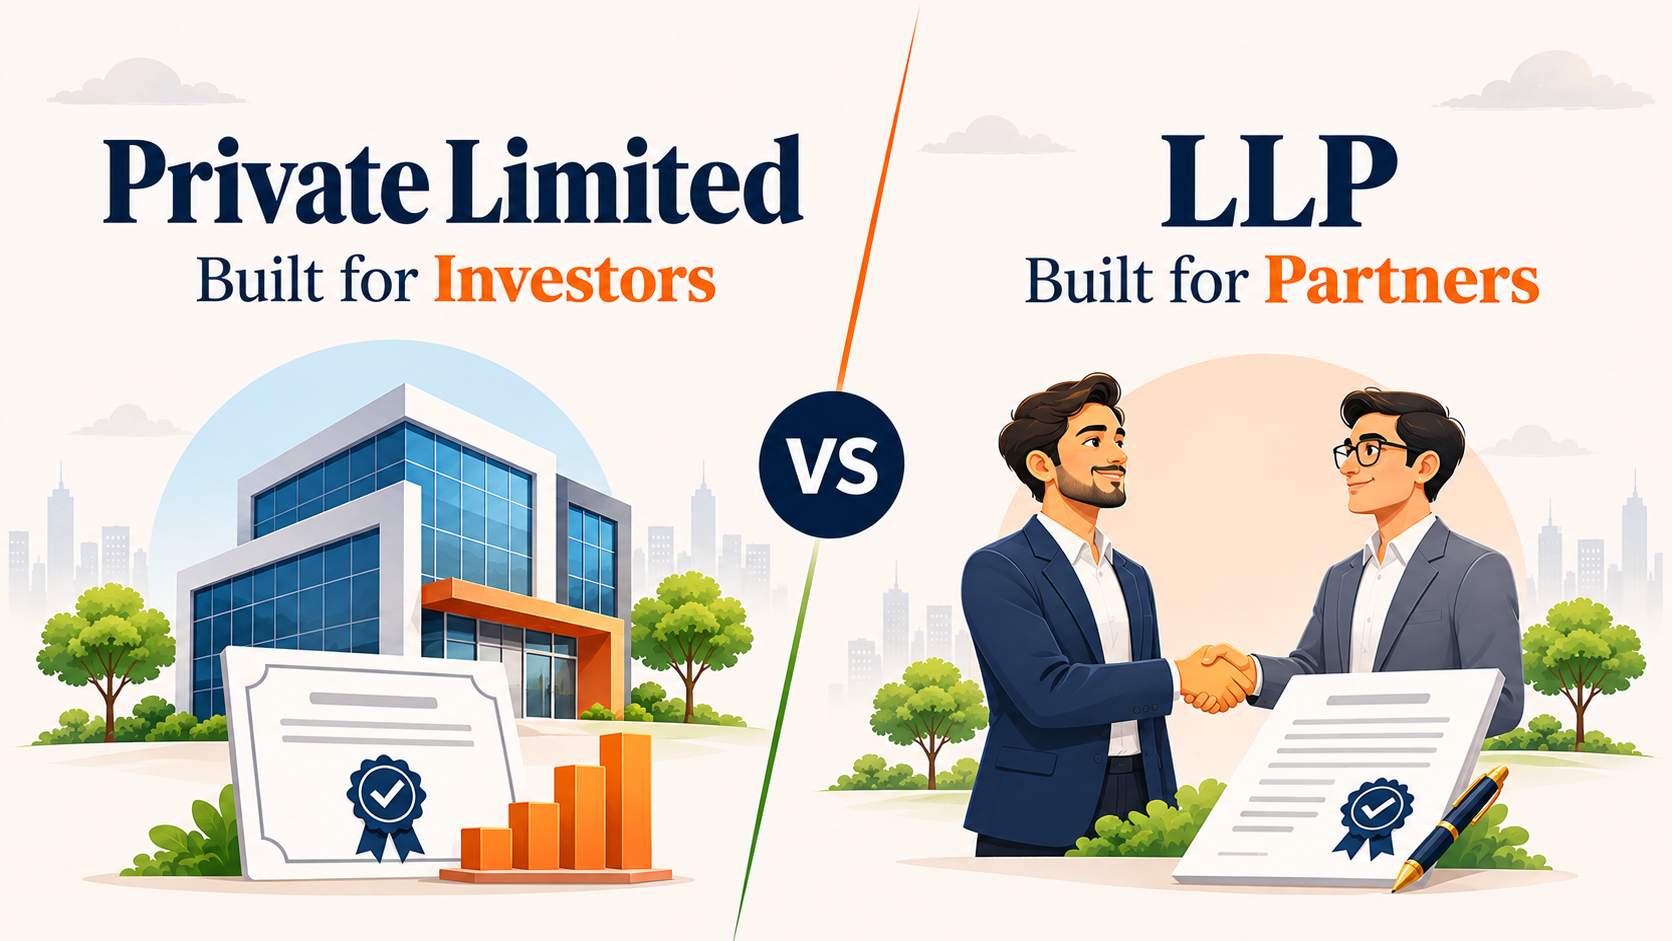 Private Limited
Built for Investors
VS
LLP
Built for Partners